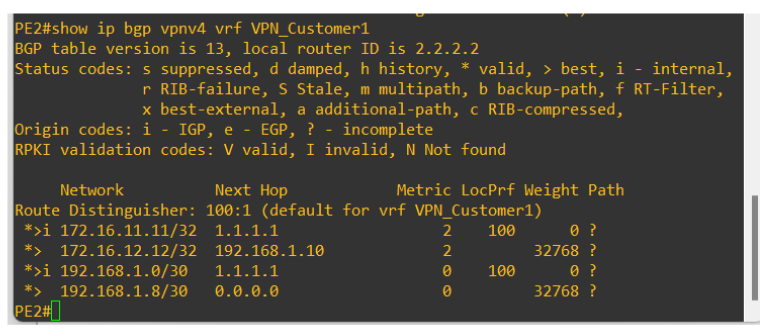 PE2#show ip bgp vpnv4 vrf VPN_Customer1
BGP table version is 13, local router ID is 2.2.2.2
Status codes: s suppressed, d damped, h history, * valid, > best, i - internal,
              r RIB-failure, S Stale, m multipath, b backup-path, f RT-Filter,
              x best-external, a additional-path, c RIB-compressed,
Origin codes: i - IGP, e - EGP, ? - incomplete
RPKI validation codes: V valid, I invalid, N Not found

     Network          Next Hop            Metric LocPrf Weight Path
Route Distinguisher: 100:1 (default for vrf VPN_Customer1)
 *>i 172.16.11.11/32  1.1.1.1                  2    100      0 ?
 *>  172.16.12.12/32  192.168.1.10             2         32768 ?
 *>i 192.168.1.0/30   1.1.1.1                  0    100      0 ?
 *>  192.168.1.8/30   0.0.0.0                  0         32768 ?
PE2#